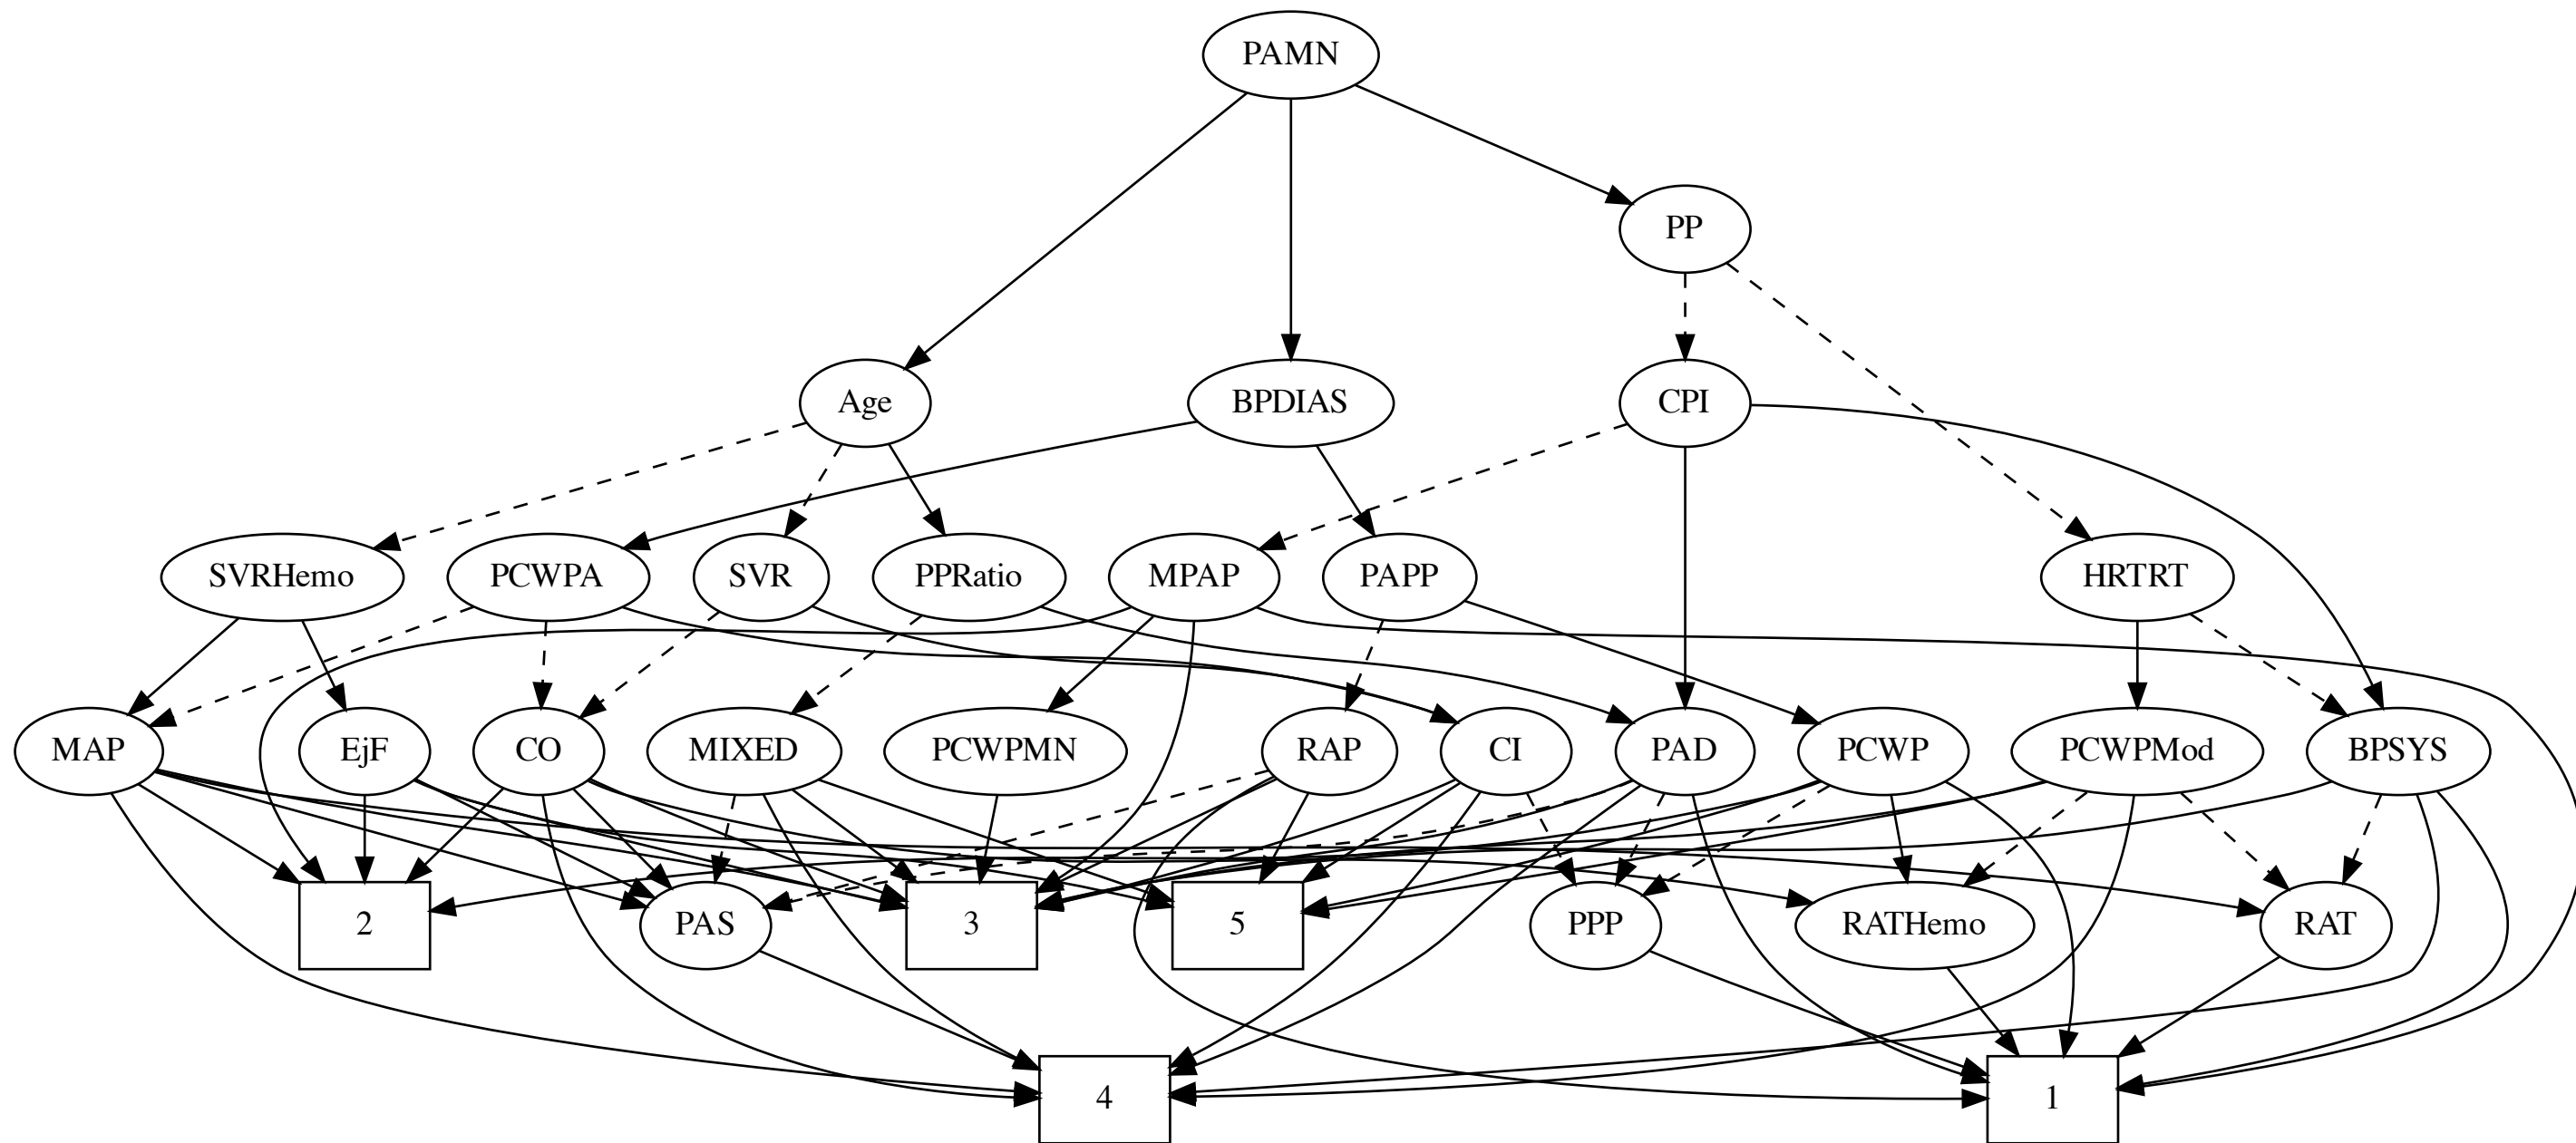 PAMN
PP
Age
BPDIAS
CPI
SVRHemo
PCWPA
SVR
PPRatio
MPAP
PAPP
HRTRT
MAP
EjF
CO
MIXED
PCWPMN
RAP
CI
PAD
PCWP
PCWPMod
BPSYS
2
PAS
3
5
PPP
RATHemo
RAT
4
1